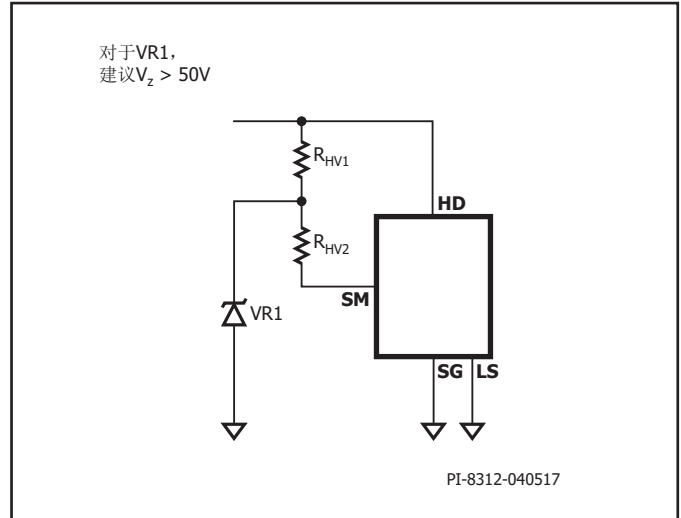 对于VR1，
建议Vz > 50V
RHV1
HD
RHV2
SM
VR1
SG LS
PI-8312-040517